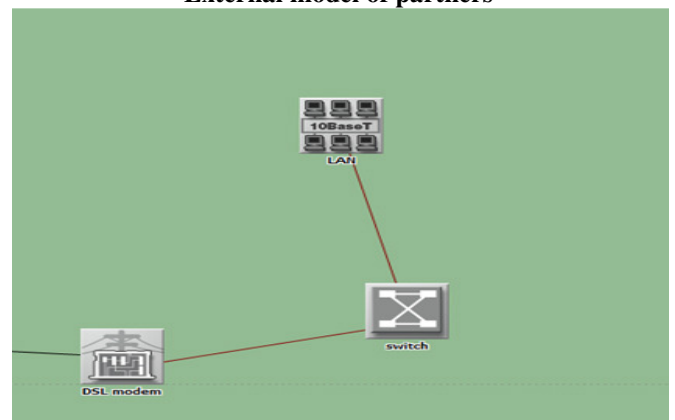 External model of partners
10BaseT
LAN
switch
DSL modem